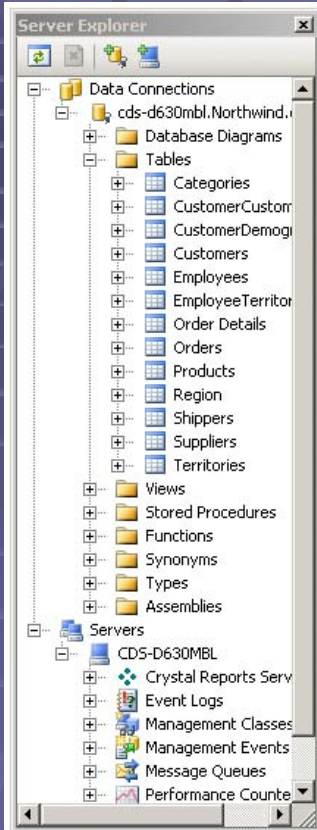 Server Explorer
Data Connections
cds-d630mbl.Northwind.
Database Diagrams
Tables
Categories
CustomerCustom
CustomerDemog
Customers
Employees
EmployeeTerritor
Order Details
Orders
Products
Region
Shippers
Suppliers
Territories
Views
Stored Procedures
Functions
Synonyms
Types
Assemblies
Servers
CDS-D630MBL
Crystal Reports Serv
Event Logs
Management Classes
Management Events
Message Queues
Performance Counte